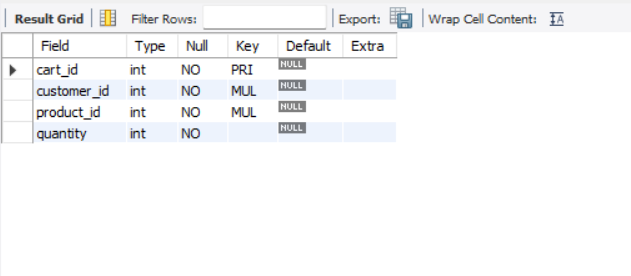 Result Grid Filter Rows: Export: Wrap Cell Content:
Field Type Null Key Default Extra
cart_id int NO PRI NULL
customer_id int NO MUL NULL
product_id int NO MUL NULL
quantity int NO NULL